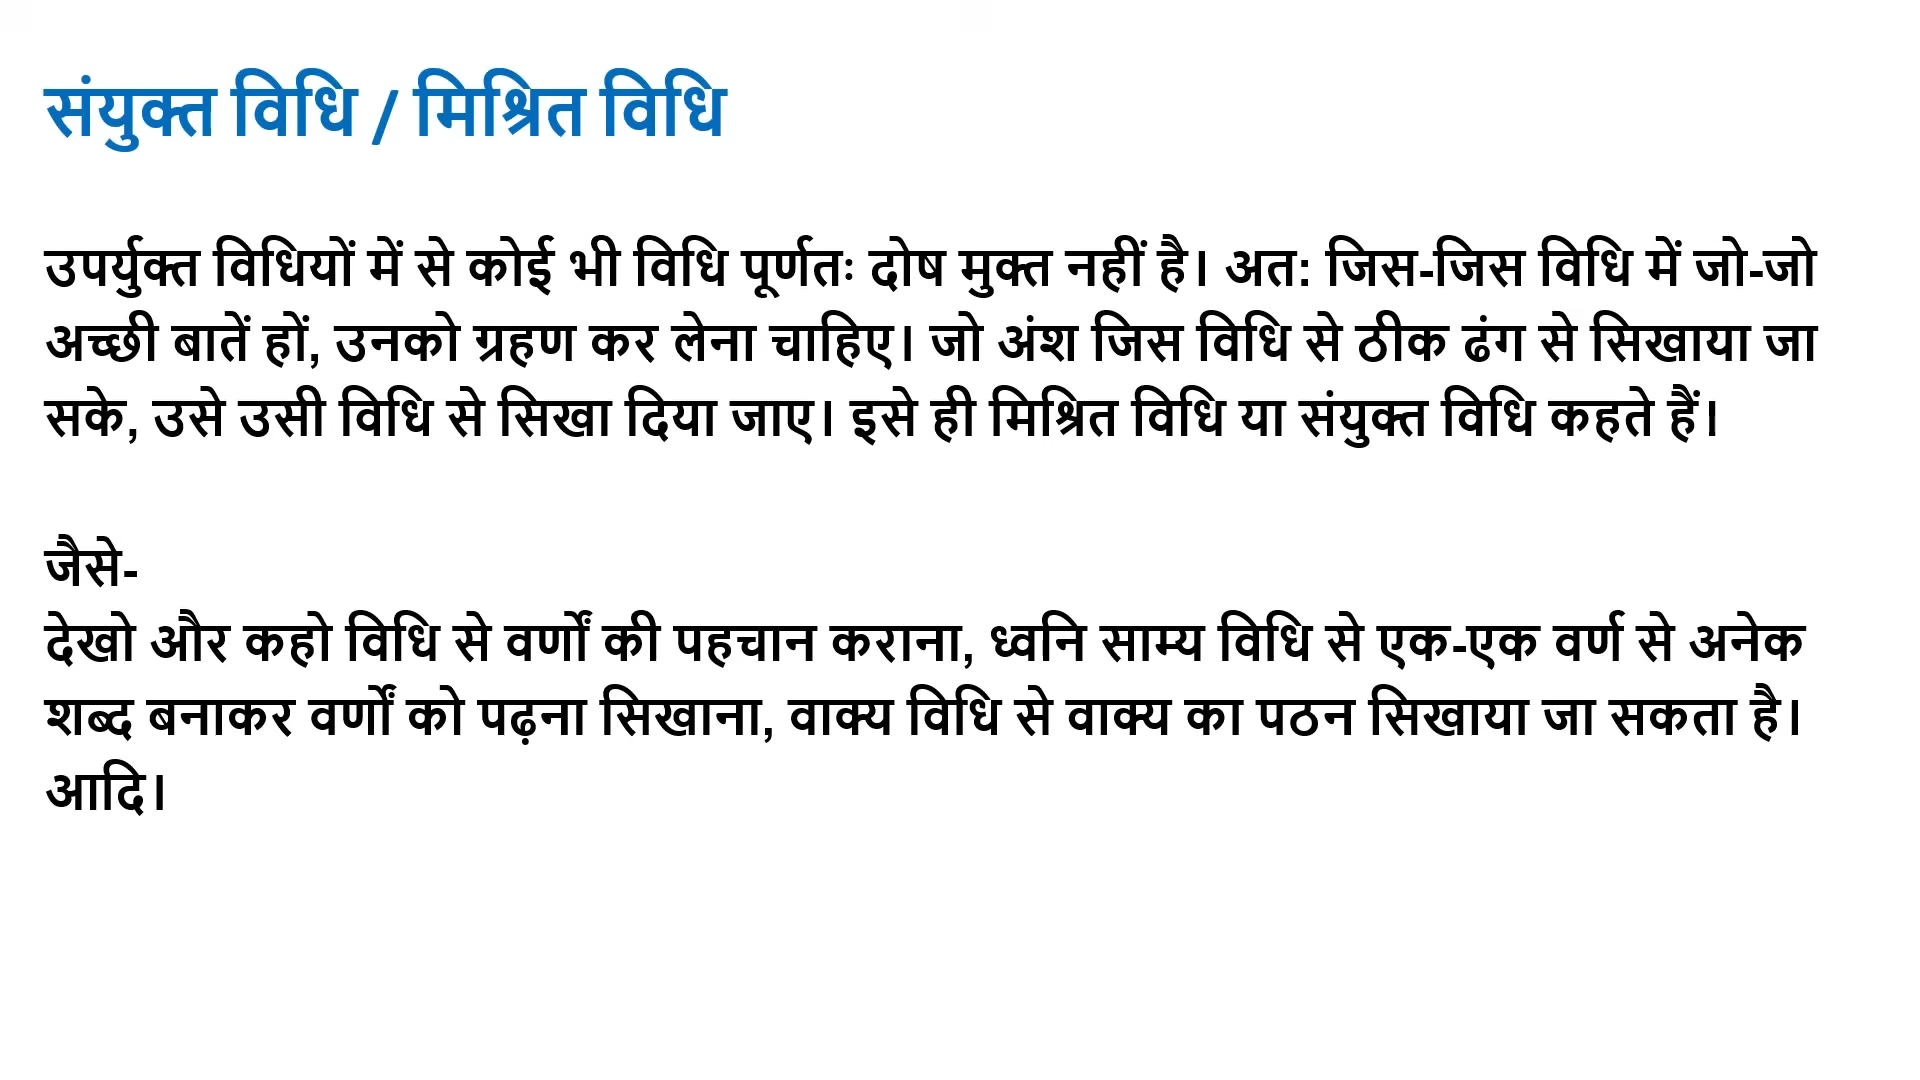 संयुक्त विधि / मिश्रित विधि
उपर्युक्त विधियों में से कोई भी विधि पूर्णतः दोष मुक्त नहीं है। अत: जिस-जिस विधि में जो-जो
अच्छी बातें हों, उनको ग्रहण कर लेना चाहिए। जो अंश जिस विधि से ठीक ढंग से सिखाया जा
सके, उसे उसी विधि से सिखा दिया जाए। इसे ही मिश्रित विधि या संयुक्त विधि कहते हैं।
जैसे-
देखो और कहो विधि से वर्णों की पहचान कराना, ध्वनि साम्य विधि से एक-एक वर्ण से अनेक
शब्द बनाकर वर्णों को पढ़ना सिखाना, वाक्य विधि से वाक्य का पठन सिखाया जा सकता है।
आदि।